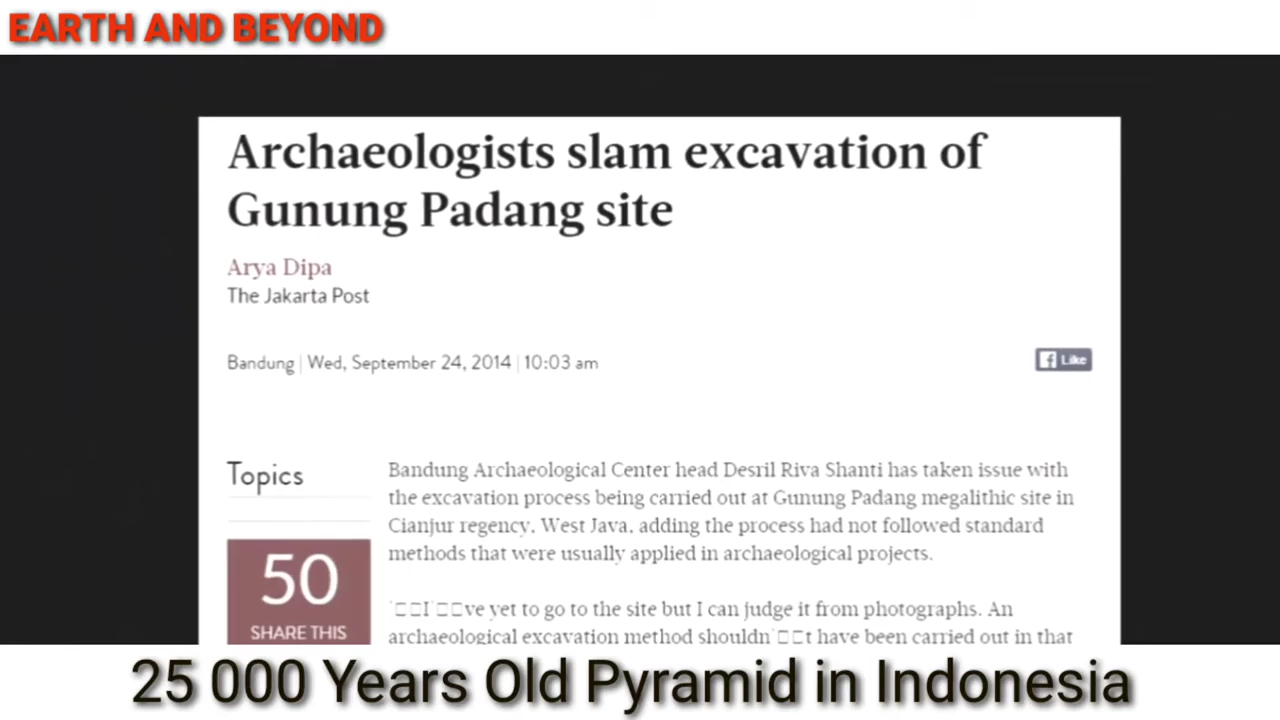 EARTH AND BEYOND
Archaeologists slam excavation of
Gunung Padang site
Arya Dipa
The Jakarta Post
Bandung | Wed, September 24, 2014 | 10:03 am
Like
Topics
50
SHARE THIS
Bandung Archaeological Center head Desril Riva Shanti has taken issue with
the excavation process being carried out at Gunung Padang megalithic site in
Cianjur regency, West Java, adding the process had not followed standard
methods that were usually applied in archaeological projects.
'□□I'□□ve yet to go to the site but I can judge it from photographs. An
archaeological excavation method shouldn'□□t have been carried out in that
25 000 Years Old Pyramid in Indonesia